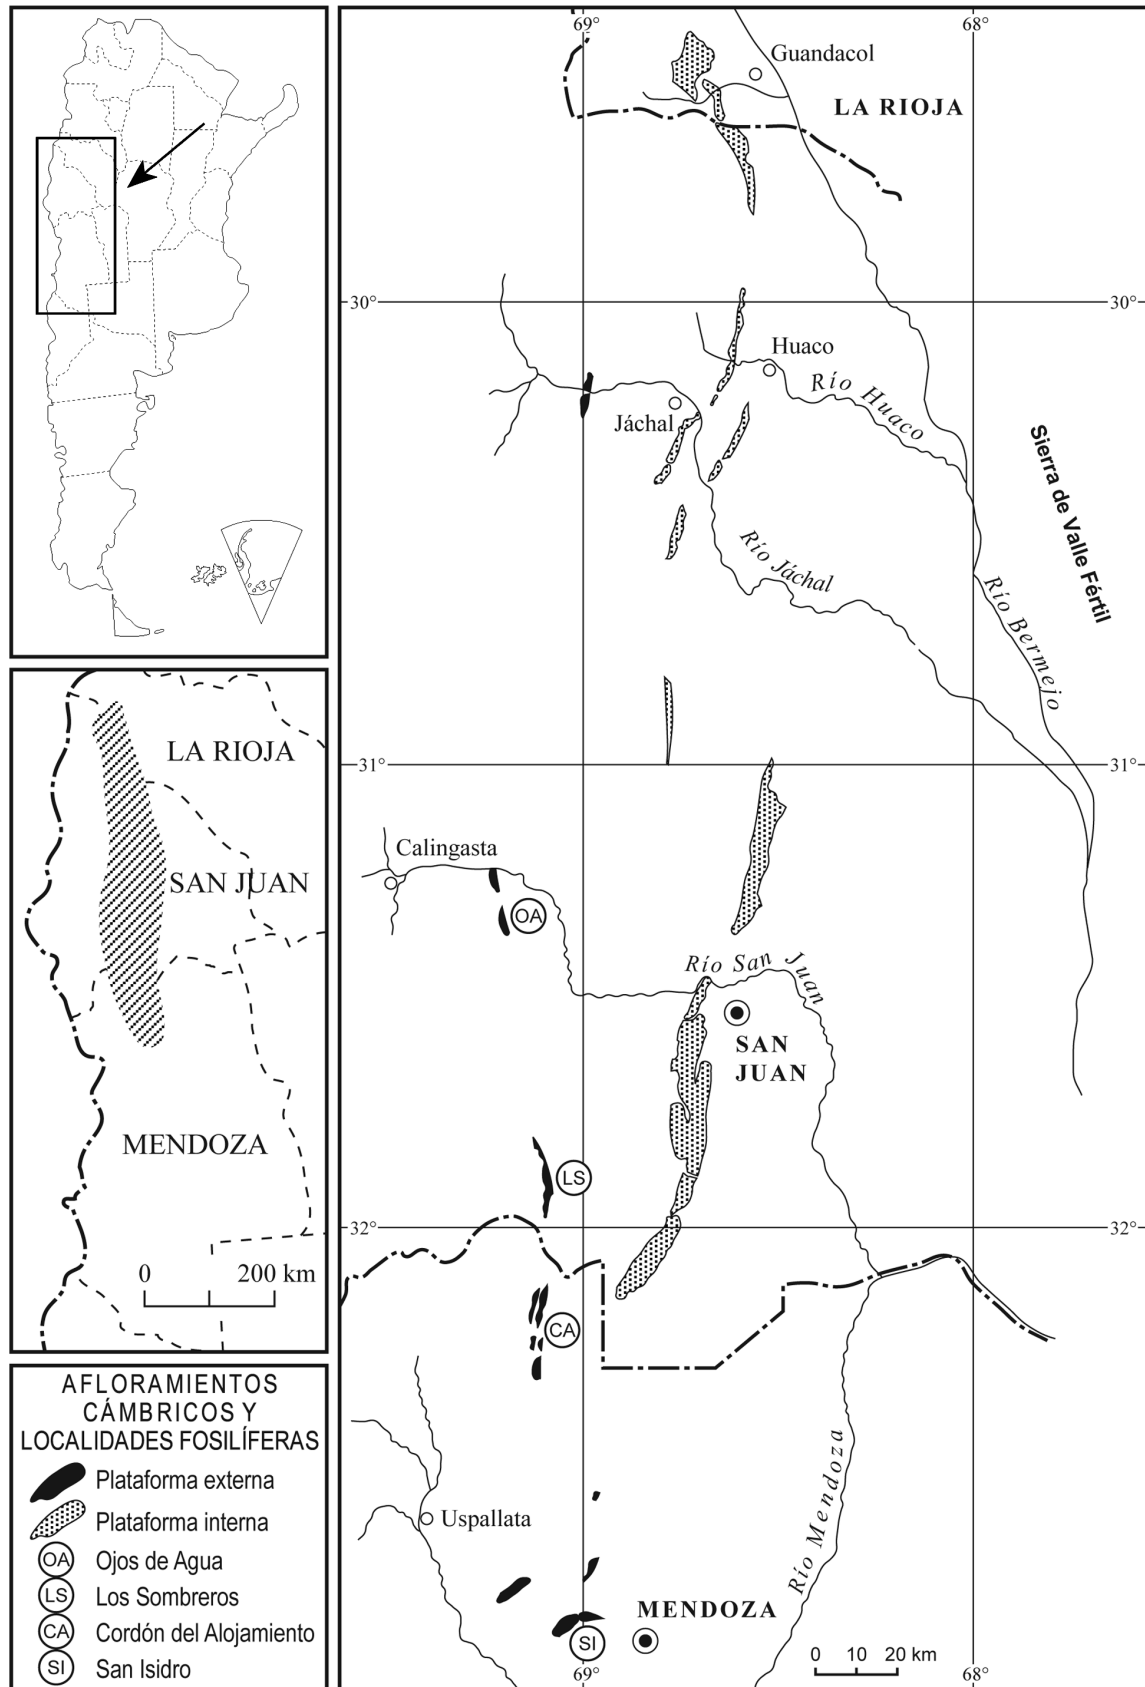 LA RIOJA
SAN JUAN
MENDOZA
0 200 km
AFLORAMIENTOS
CÁMBRICOS Y
LOCALIDADES FOSILÍFERAS
Plataforma externa
Plataforma interna
OA Ojos de Agua
LS Los Sombreros
CA Cordón del Alojamiento
SI San Isidro
69° 68°
Guandacol
LA RIOJA
30° 30°
Huaco
Río Huaco
Jáchal
Sierra de Valle Fértil
Río Jáchal
Río Bermejo
31° 31°
Calingasta
OA
Río San Juan
SAN
JUAN
LS
32° 32°
CA
Río Mendoza
Uspallata
MENDOZA
SI
0 10 20 km
69° 68°